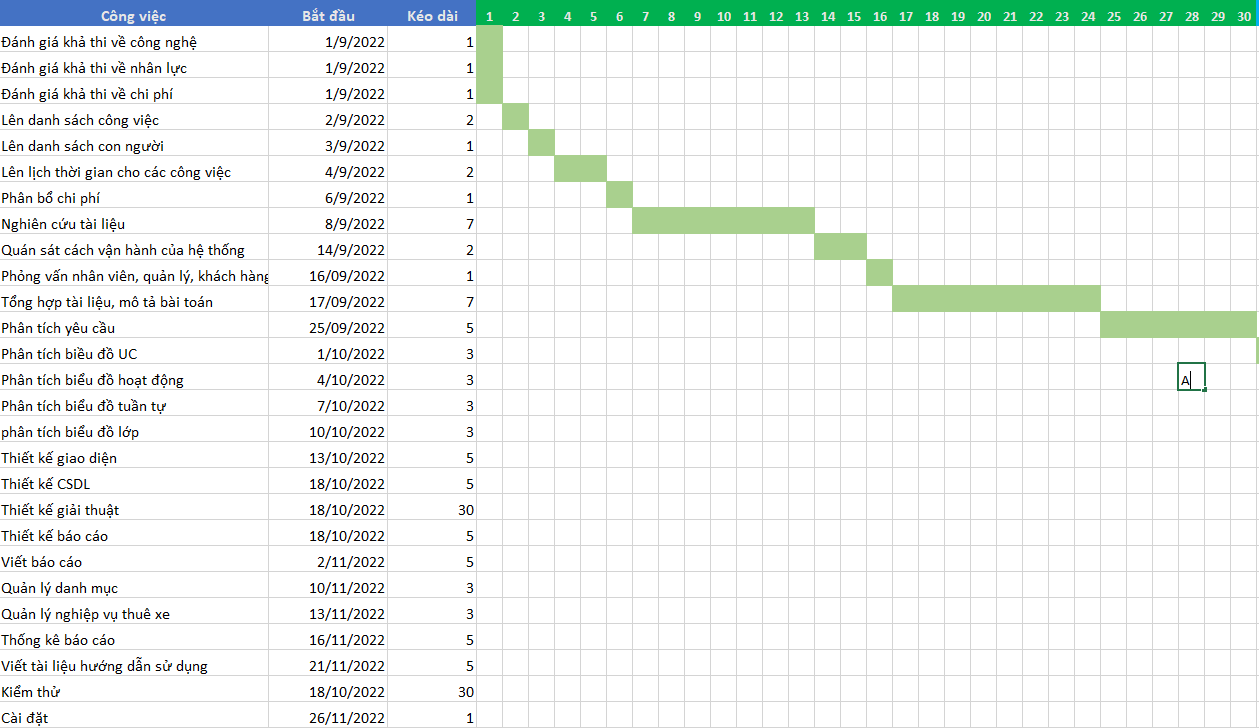 Công việc Bắt đầu Kéo dài 1 2 3 4 5 6 7 8 9 10 11 12 13 14 15 16 17 18 19 20 21 22 23 24 25 26 27 28 29 30
Đánh giá khả thi về công nghệ 1/9/2022 1
Đánh giá khả thi về nhân lực 1/9/2022 1
Đánh giá khả thi về chi phí 1/9/2022 1
Lên danh sách công việc 2/9/2022 2
Lên danh sách con người 3/9/2022 1
Lên lịch thời gian cho các công việc 4/9/2022 2
Phân bổ chi phí 6/9/2022 1
Nghiên cứu tài liệu 8/9/2022 7
Quán sát cách vận hành của hệ thống 14/9/2022 2
Phỏng vấn nhân viên, quản lý, khách hàng 16/09/2022 1
Tổng hợp tài liệu, mô tả bài toán 17/09/2022 7
Phân tích yêu cầu 25/09/2022 5
Phân tích biều đồ UC 1/10/2022 3
Phân tích biểu đồ hoạt động 4/10/2022 3 A
Phân tích biểu đồ tuần tự 7/10/2022 3
phân tích biểu đồ lớp 10/10/2022 3
Thiết kế giao diện 13/10/2022 5
Thiết kế CSDL 18/10/2022 5
Thiết kế giải thuật 18/10/2022 30
Thiết kế báo cáo 18/10/2022 5
Viết báo cáo 2/11/2022 5
Quản lý danh mục 10/11/2022 3
Quản lý nghiệp vụ thuê xe 13/11/2022 3
Thống kê báo cáo 16/11/2022 5
Viết tài liệu hướng dẫn sử dụng 21/11/2022 5
Kiểm thử 18/10/2022 30
Cài đặt 26/11/2022 1